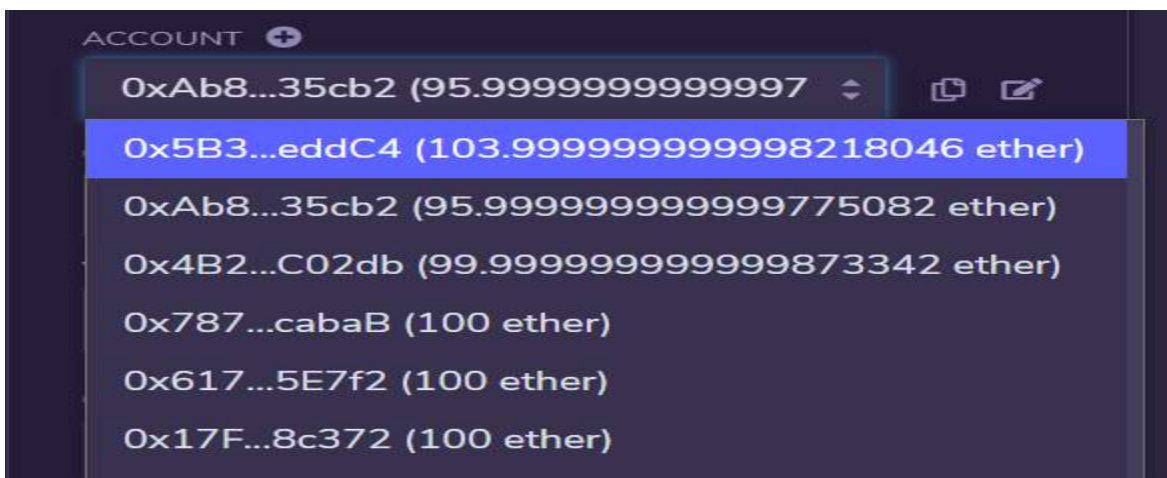 ACCOUNT
0xAb8...35cb2 (95.9999999999997
0x5B3...eddC4 (103.999999999998218046 ether)
0xAb8...35cb2 (95.999999999999775082 ether)
0x4B2...C02db (99.999999999999873342 ether)
0x787...cabaB (100 ether)
0x617...5E7f2 (100 ether)
0x17F...8c372 (100 ether)